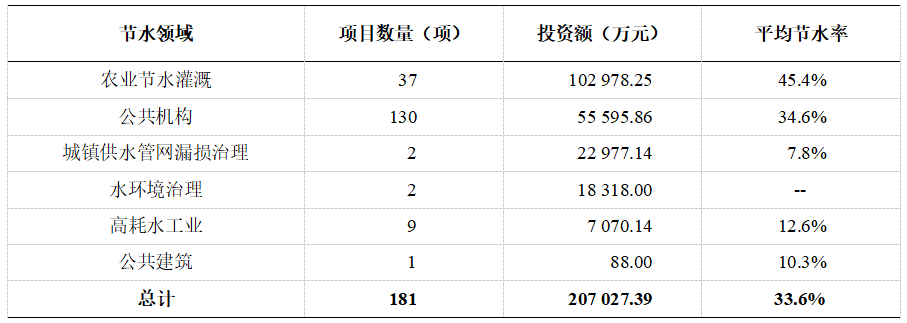 节水领域 项目数量（项） 投资额（万元） 平均节水率
农业节水灌溉 37 102 978.25 45.4%
公共机构 130 55 595.86 34.6%
城镇供水管网漏损治理 2 22 977.14 7.8%
水环境治理 2 18 318.00 --
高耗水工业 9 7 070.14 12.6%
公共建筑 1 88.00 10.3%
总计 181 207 027.39 33.6%